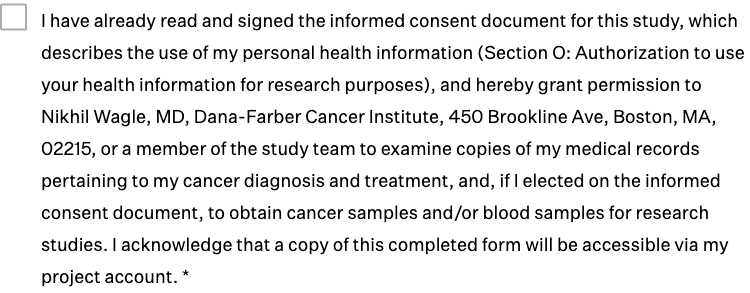 I have already read and signed the informed consent document for this study, which
describes the use of my personal health information (Section O: Authorization to use
your health information for research purposes), and hereby grant permission to
Nikhil Wagle, MD, Dana-Farber Cancer Institute, 450 Brookline Ave, Boston, MA,
02215, or a member of the study team to examine copies of my medical records
pertaining to my cancer diagnosis and treatment, and, if I elected on the informed
consent document, to obtain cancer samples and/or blood samples for research
studies. I acknowledge that a copy of this completed form will be accessible via my
project account. *